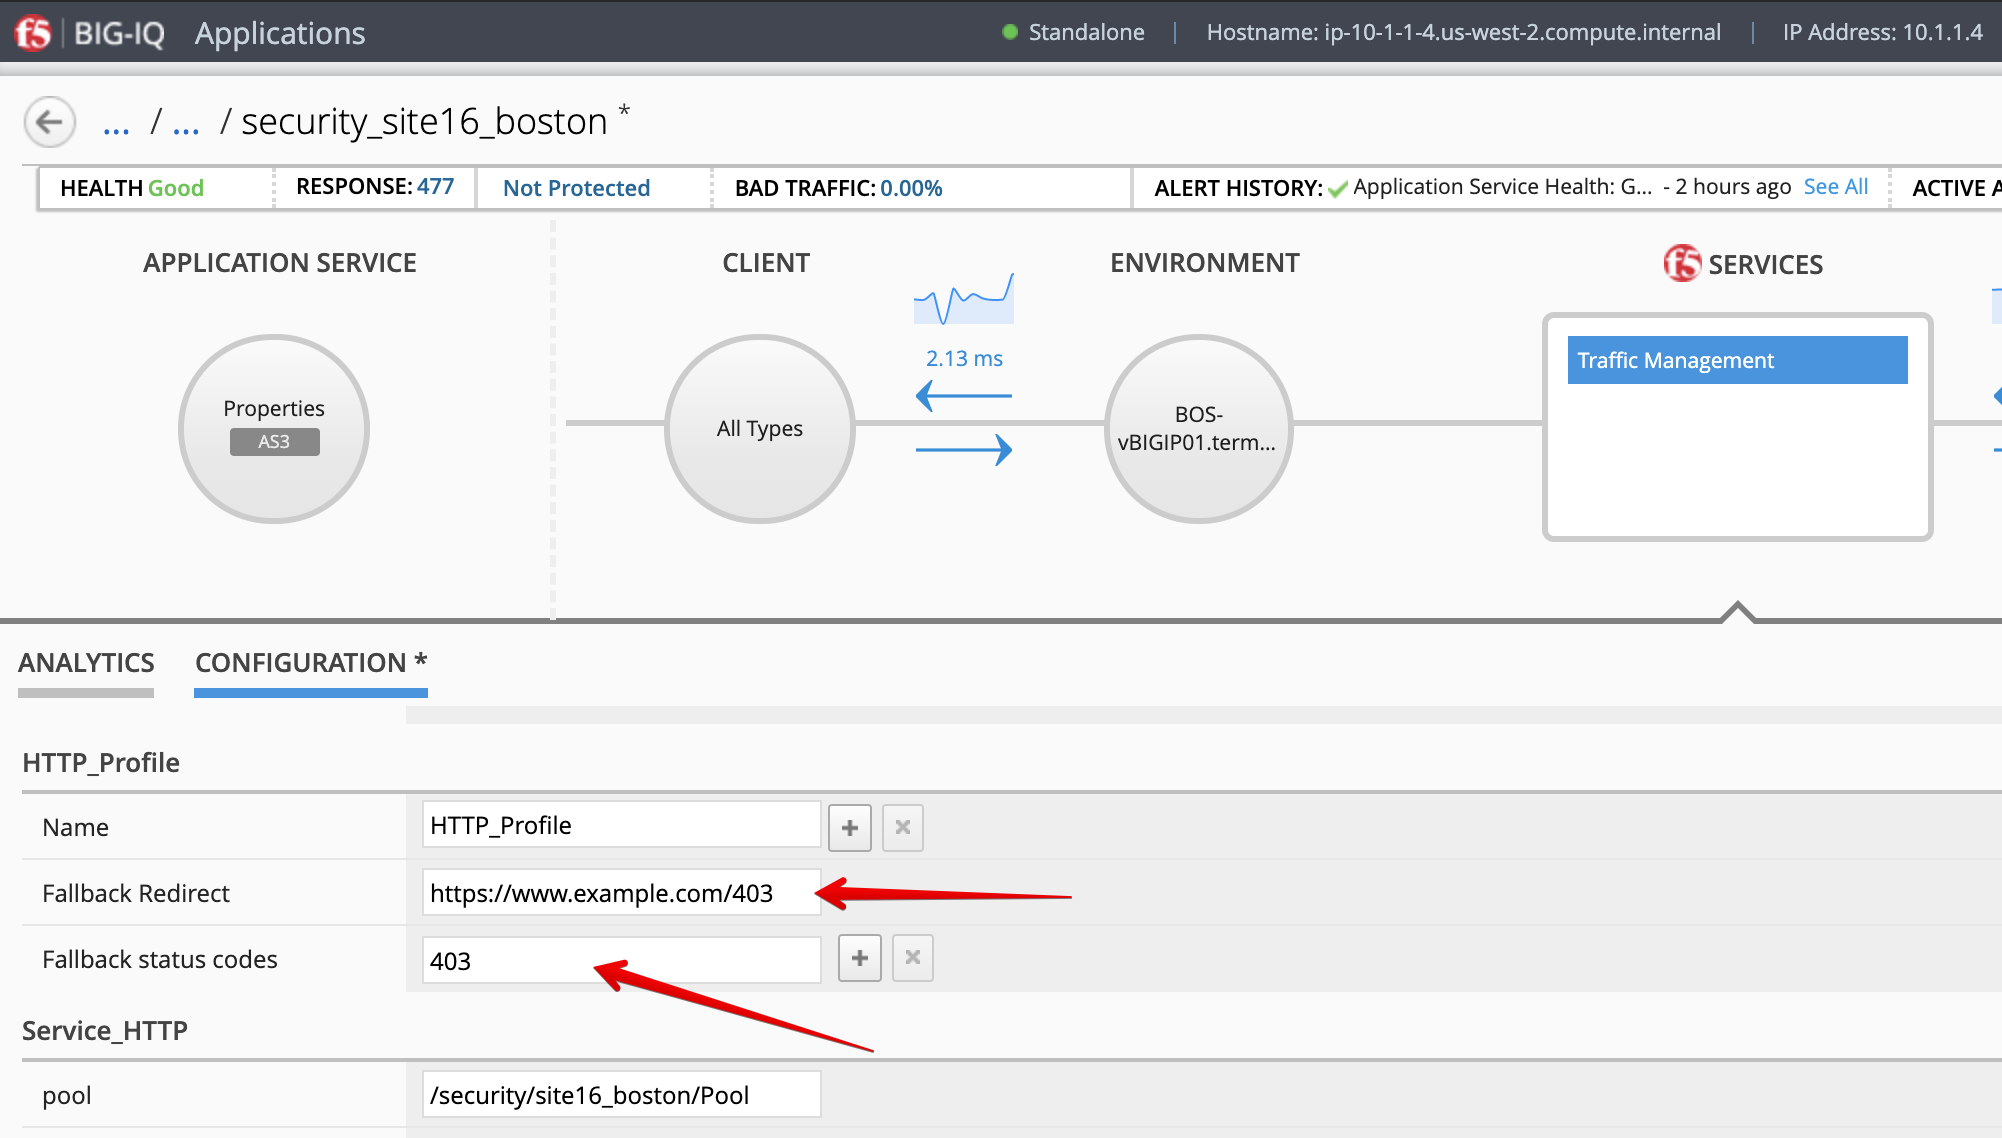 f5 BIG-IQ Applications Standalone | Hostname: ip-10-1-1-4.us-west-2.compute.internal | IP Address: 10.1.1.4
... / ... / security_site16_boston *
HEALTH Good RESPONSE: 477 Not Protected BAD TRAFFIC: 0.00% ALERT HISTORY: Application Service Health: G... - 2 hours ago See All ACTIVE A
APPLICATION SERVICE CLIENT ENVIRONMENT f5 SERVICES
2.13 ms
Traffic Management
Properties
AS3
All Types
BOS-
vBIGIP01.term...
ANALYTICS CONFIGURATION *
HTTP_Profile
Name HTTP_Profile
Fallback Redirect https://www.example.com/403
Fallback status codes 403
Service_HTTP
pool /security/site16_boston/Pool